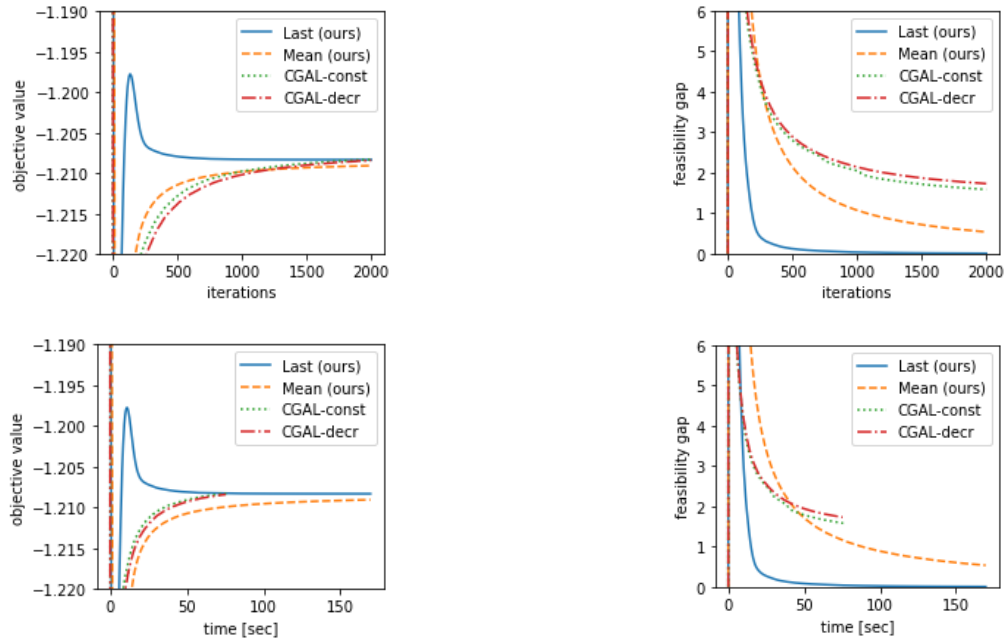 −1.190
−1.195
−1.200
−1.205
−1.210
−1.215
−1.220
objective value
Last (ours)
Mean (ours)
CGAL-const
CGAL-decr
0
500
1000
1500
2000
iterations
6
5
4
3
2
1
0
feasibility gap
Last (ours)
Mean (ours)
CGAL-const
CGAL-decr
0
500
1000
1500
2000
iterations
−1.190
−1.195
−1.200
−1.205
−1.210
−1.215
−1.220
objective value
Last (ours)
Mean (ours)
CGAL-const
CGAL-decr
0
50
100
150
time [sec]
6
5
4
3
2
1
0
feasibility gap
Last (ours)
Mean (ours)
CGAL-const
CGAL-decr
0
50
100
150
time [sec]